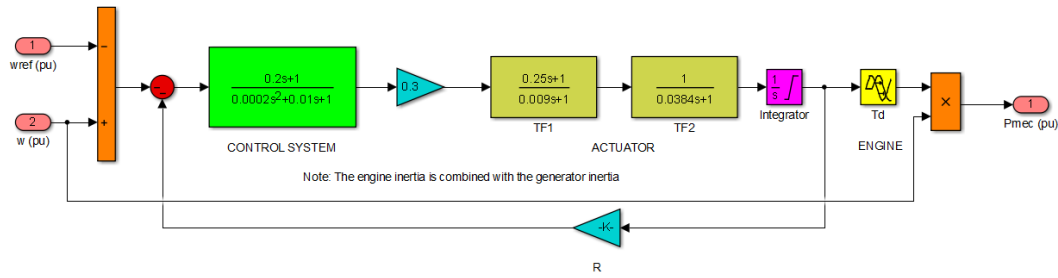 1
wref (pu)
−
2
w (pu)
+
−
−
0.2s+1
0.0002s²+0.01s+1
CONTROL SYSTEM
0.3
0.25s+1
0.009s+1
TF1
1
0.0384s+1
TF2
ACTUATOR
1
s
Integrator
Td
ENGINE
×
1
Pmec (pu)
Note: The engine inertia is combined with the generator inertia
-K-
R